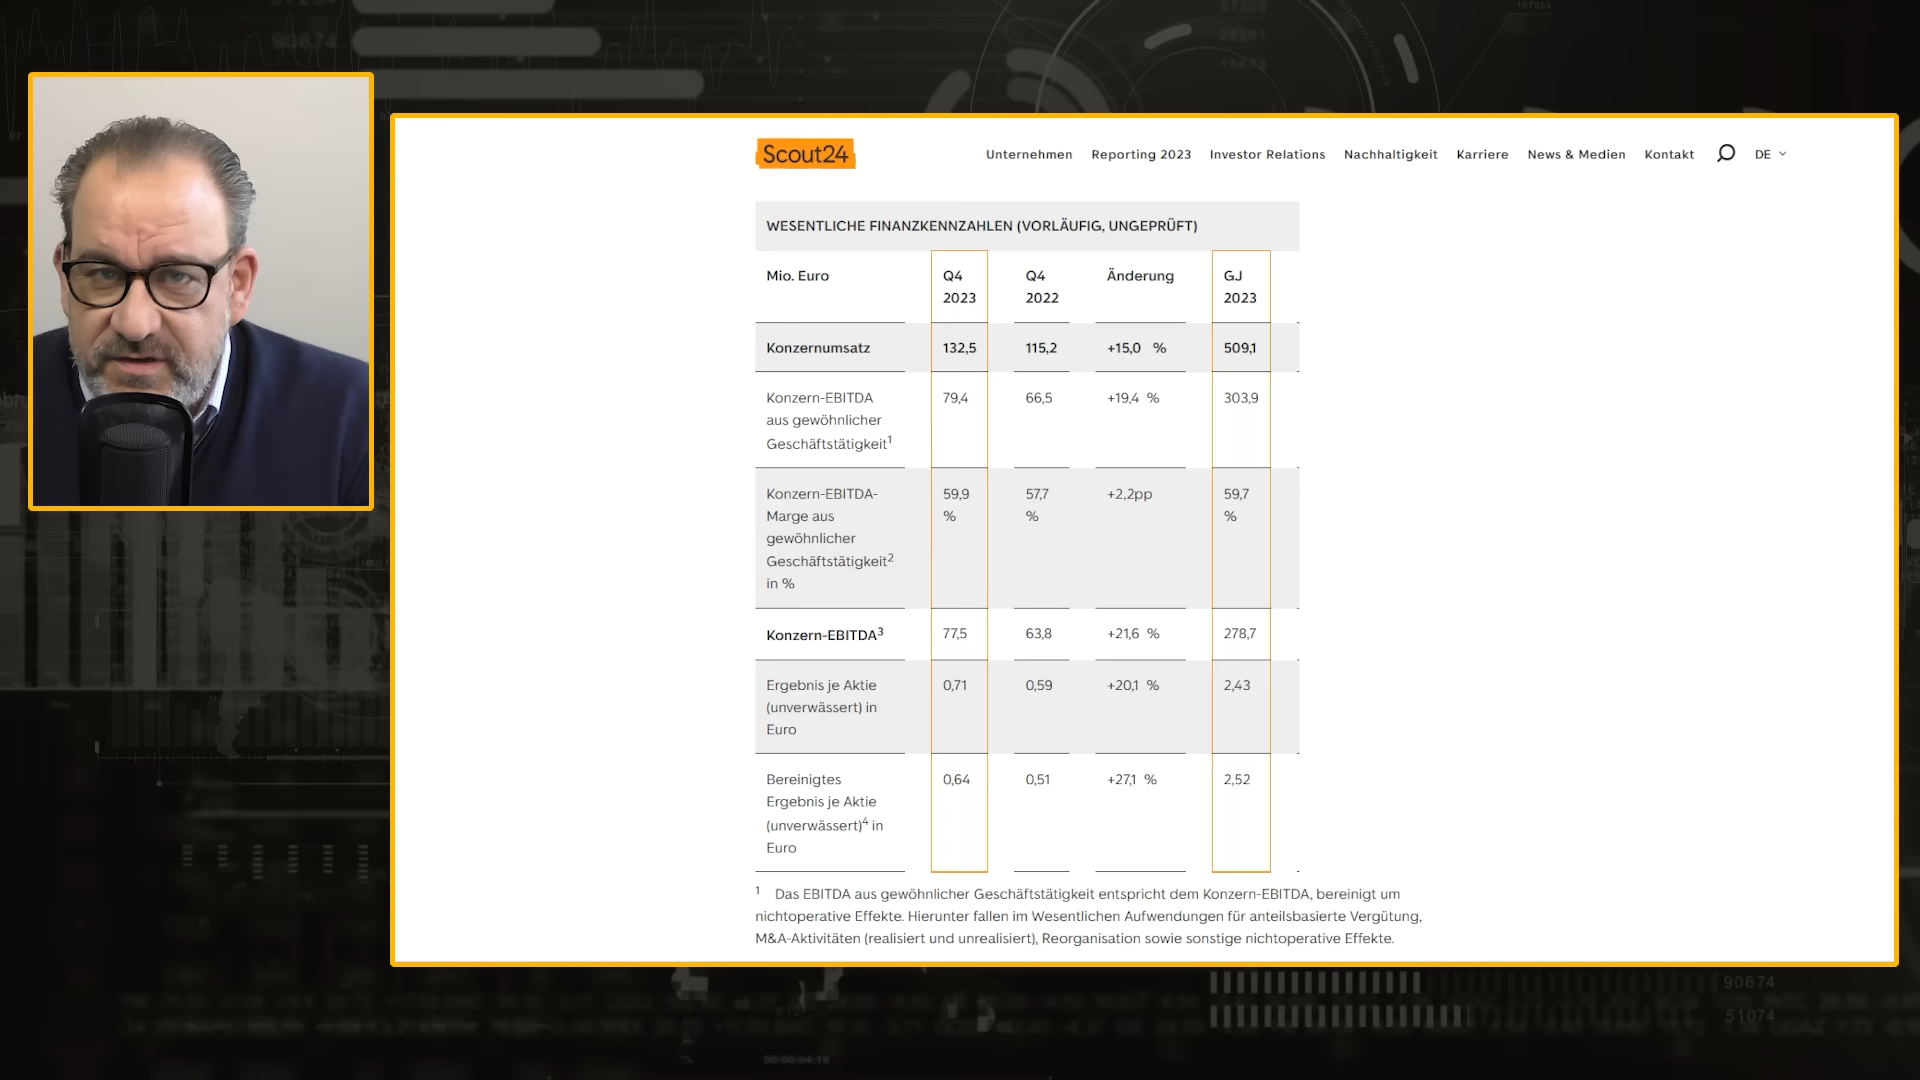 Scout24
Unternehmen Reporting 2023 Investor Relations Nachhaltigkeit Karriere News & Medien Kontakt DE
WESENTLICHE FINANZKENNZAHLEN (VORLÄUFIG, UNGEPRÜFT)
Mio. Euro Q4 Q4 Änderung GJ
2023 2022 2023
Konzernumsatz 132,5 115,2 +15,0 % 509,1
Konzern-EBITDA 79,4 66,5 +19,4 % 303,9
aus gewöhnlicher
Geschäftstätigkeit1
Konzern-EBITDA- 59,9 57,7 +2,2pp 59,7
Marge aus % % %
gewöhnlicher
Geschäftstätigkeit2
in %
Konzern-EBITDA3 77,5 63,8 +21,6 % 278,7
Ergebnis je Aktie 0,71 0,59 +20,1 % 2,43
(unverwässert) in
Euro
Bereinigtes 0,64 0,51 +27,1 % 2,52
Ergebnis je Aktie
(unverwässert)4 in
Euro
1 Das EBITDA aus gewöhnlicher Geschäftstätigkeit entspricht dem Konzern-EBITDA, bereinigt um
nichtoperative Effekte. Hierunter fallen im Wesentlichen Aufwendungen für anteilsbasierte Vergütung,
M&A-Aktivitäten (realisiert und unrealisiert), Reorganisation sowie sonstige nichtoperative Effekte.
90874
51074